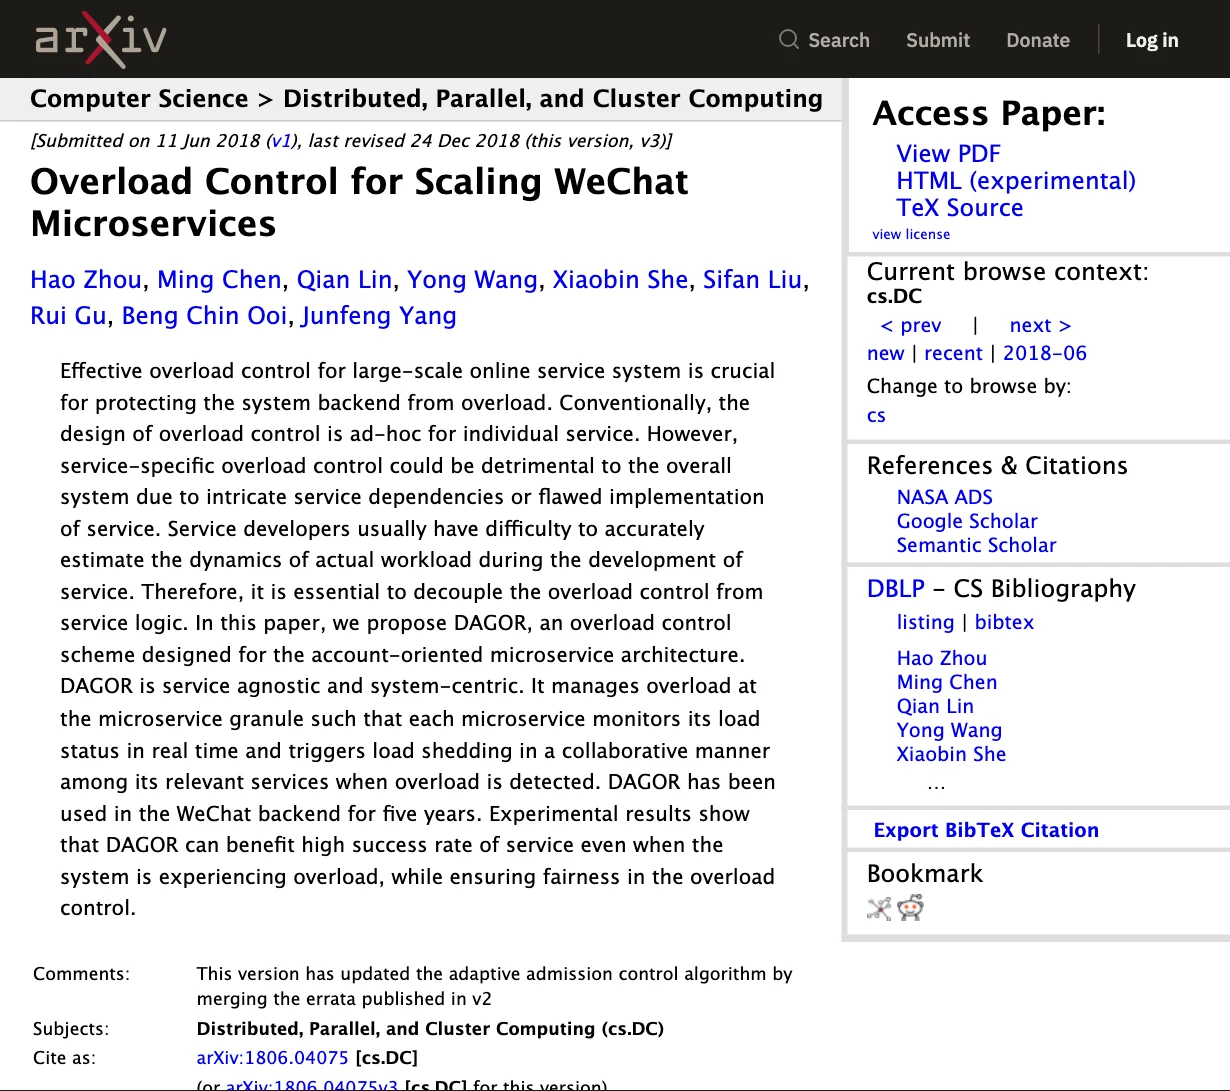 arXiv
Search Submit Donate Log in
Computer Science > Distributed, Parallel, and Cluster Computing
[Submitted on 11 Jun 2018 (v1), last revised 24 Dec 2018 (this version, v3)]
Overload Control for Scaling WeChat
Microservices
Hao Zhou, Ming Chen, Qian Lin, Yong Wang, Xiaobin She, Sifan Liu,
Rui Gu, Beng Chin Ooi, Junfeng Yang
Effective overload control for large-scale online service system is crucial
for protecting the system backend from overload. Conventionally, the
design of overload control is ad-hoc for individual service. However,
service-specific overload control could be detrimental to the overall
system due to intricate service dependencies or flawed implementation
of service. Service developers usually have difficulty to accurately
estimate the dynamics of actual workload during the development of
service. Therefore, it is essential to decouple the overload control from
service logic. In this paper, we propose DAGOR, an overload control
scheme designed for the account-oriented microservice architecture.
DAGOR is service agnostic and system-centric. It manages overload at
the microservice granule such that each microservice monitors its load
status in real time and triggers load shedding in a collaborative manner
among its relevant services when overload is detected. DAGOR has been
used in the WeChat backend for five years. Experimental results show
that DAGOR can benefit high success rate of service even when the
system is experiencing overload, while ensuring fairness in the overload
control.
Comments: This version has updated the adaptive admission control algorithm by
merging the errata published in v2
Subjects: Distributed, Parallel, and Cluster Computing (cs.DC)
Cite as: arXiv:1806.04075 [cs.DC]
(or arXiv:1806.04075v3 [cs.DC] for this version)
Access Paper:
View PDF
HTML (experimental)
TeX Source
view license
Current browse context:
cs.DC
< prev | next >
new | recent | 2018-06
Change to browse by:
cs
References & Citations
NASA ADS
Google Scholar
Semantic Scholar
DBLP - CS Bibliography
listing | bibtex
Hao Zhou
Ming Chen
Qian Lin
Yong Wang
Xiaobin She
...
Export BibTeX Citation
Bookmark